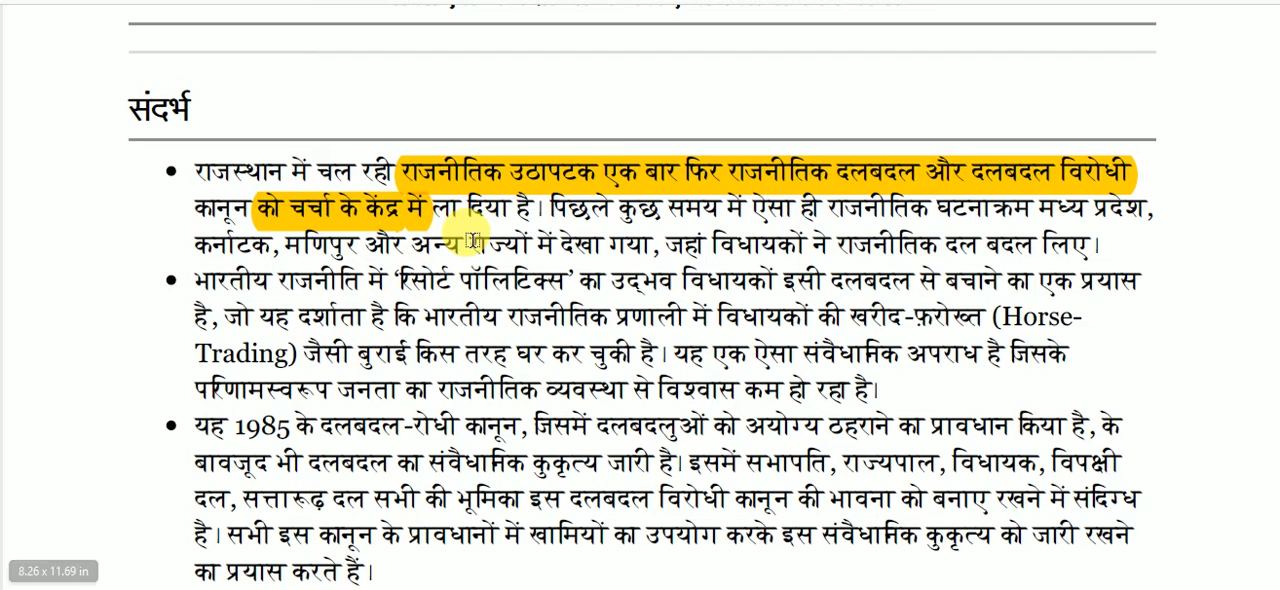 संदर्भ
• राजस्थान में चल रही राजनीतिक उठापटक एक बार फिर राजनीतिक दलबदल और दलबदल विरोधी
कानून को चर्चा के केंद्र में ला दिया है। पिछले कुछ समय में ऐसा ही राजनीतिक घटनाक्रम मध्य प्रदेश,
कर्नाटक, मणिपुर और अन्य राज्यों में देखा गया, जहां विधायकों ने राजनीतिक दल बदल लिए।
• भारतीय राजनीति में ‘रिसोर्ट पॉलिटिक्स’ का उद्भव विधायकों इसी दलबदल से बचाने का एक प्रयास
है, जो यह दर्शाता है कि भारतीय राजनीतिक प्रणाली में विधायकों की खरीद-फ़रोख्त (Horse-
Trading) जैसी बुराई किस तरह घर कर चुकी है। यह एक ऐसा संवैधानिक अपराध है जिसके
परिणामस्वरूप जनता का राजनीतिक व्यवस्था से विश्वास कम हो रहा है।
• यह 1985 के दलबदल-रोधी कानून, जिसमें दलबदलुओं को अयोग्य ठहराने का प्रावधान किया है, के
बावजूद भी दलबदल का संवैधानिक कुकृत्य जारी है। इसमें सभापति, राज्यपाल, विधायक, विपक्षी
दल, सत्तारूढ़ दल सभी की भूमिका इस दलबदल विरोधी कानून की भावना को बनाए रखने में संदिग्ध
है। सभी इस कानून के प्रावधानों में खामियों का उपयोग करके इस संवैधानिक कुकृत्य को जारी रखने
का प्रयास करते हैं।
8.26 x 11.69 in